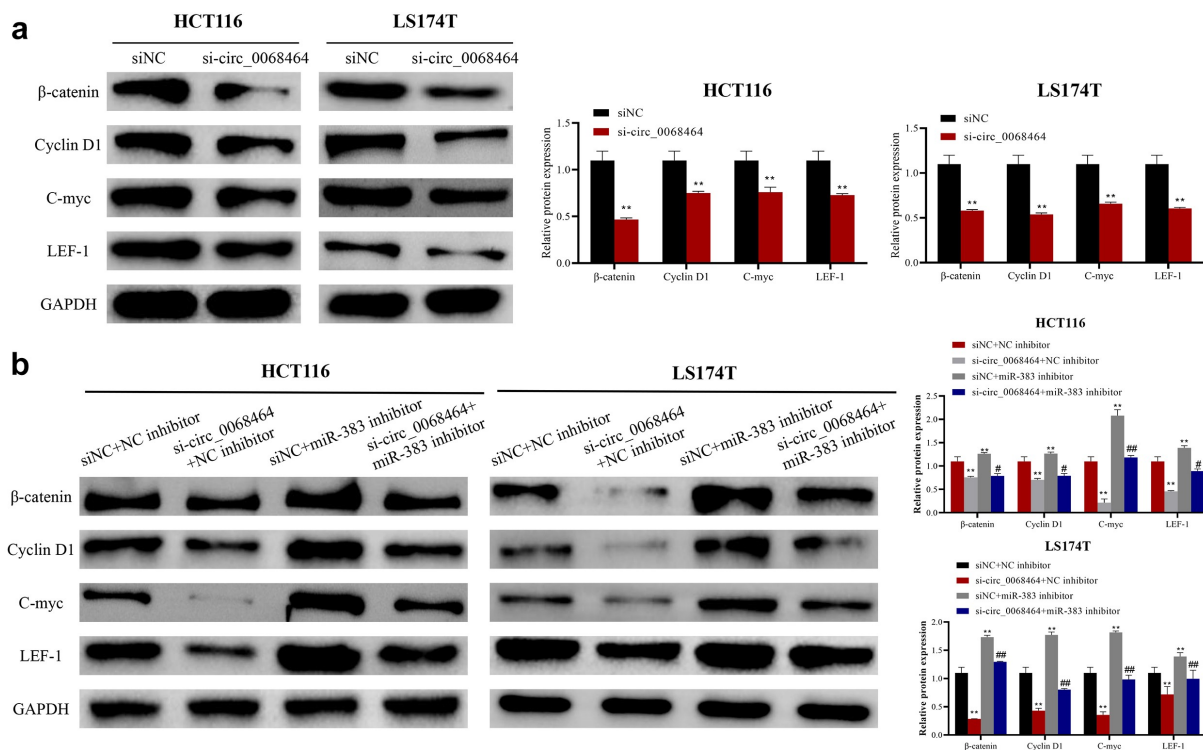 a
HCT116
LS174T
siNC
si-circ_0068464
siNC
si-circ_0068464
β-catenin
Cyclin D1
C-myc
LEF-1
GAPDH
HCT116
siNC
si-circ_0068464
Relative protein expression
1.5
1.0
0.5
0.0
**
**
**
**
β-catenin
Cyclin D1
C-myc
LEF-1
LS174T
siNC
si-circ_0068464
Relative protein expression
1.5
1.0
0.5
0.0
**
**
**
**
β-catenin
Cyclin D1
C-myc
LEF-1
b
HCT116
LS174T
siNC+NC inhibitor
si-circ_0068464
+NC inhibitor
siNC+miR-383 inhibitor
si-circ_0068464+
miR-383 inhibitor
siNC+NC inhibitor
si-circ_0068464
+NC inhibitor
siNC+miR-383 inhibitor
si-circ_0068464+
miR-383 inhibitor
β-catenin
Cyclin D1
C-myc
LEF-1
GAPDH
HCT116
siNC+NC inhibitor
si-circ_0068464+NC inhibitor
siNC+miR-383 inhibitor
si-circ_0068464+miR-383 inhibitor
Relative protein expression
2.5
2.0
1.5
1.0
0.5
0.0
**
**
#
**
**
#
**
**
##
**
**
#
β-catenin
Cyclin D1
C-myc
LEF-1
LS174T
siNC+NC inhibitor
si-circ_0068464+NC inhibitor
siNC+miR-383 inhibitor
si-circ_0068464+miR-383 inhibitor
Relative protein expression
2.0
1.5
1.0
0.5
0.0
**
**
##
**
**
##
**
**
##
**
**
##
β-catenin
Cyclin D1
C-myc
LEF-1